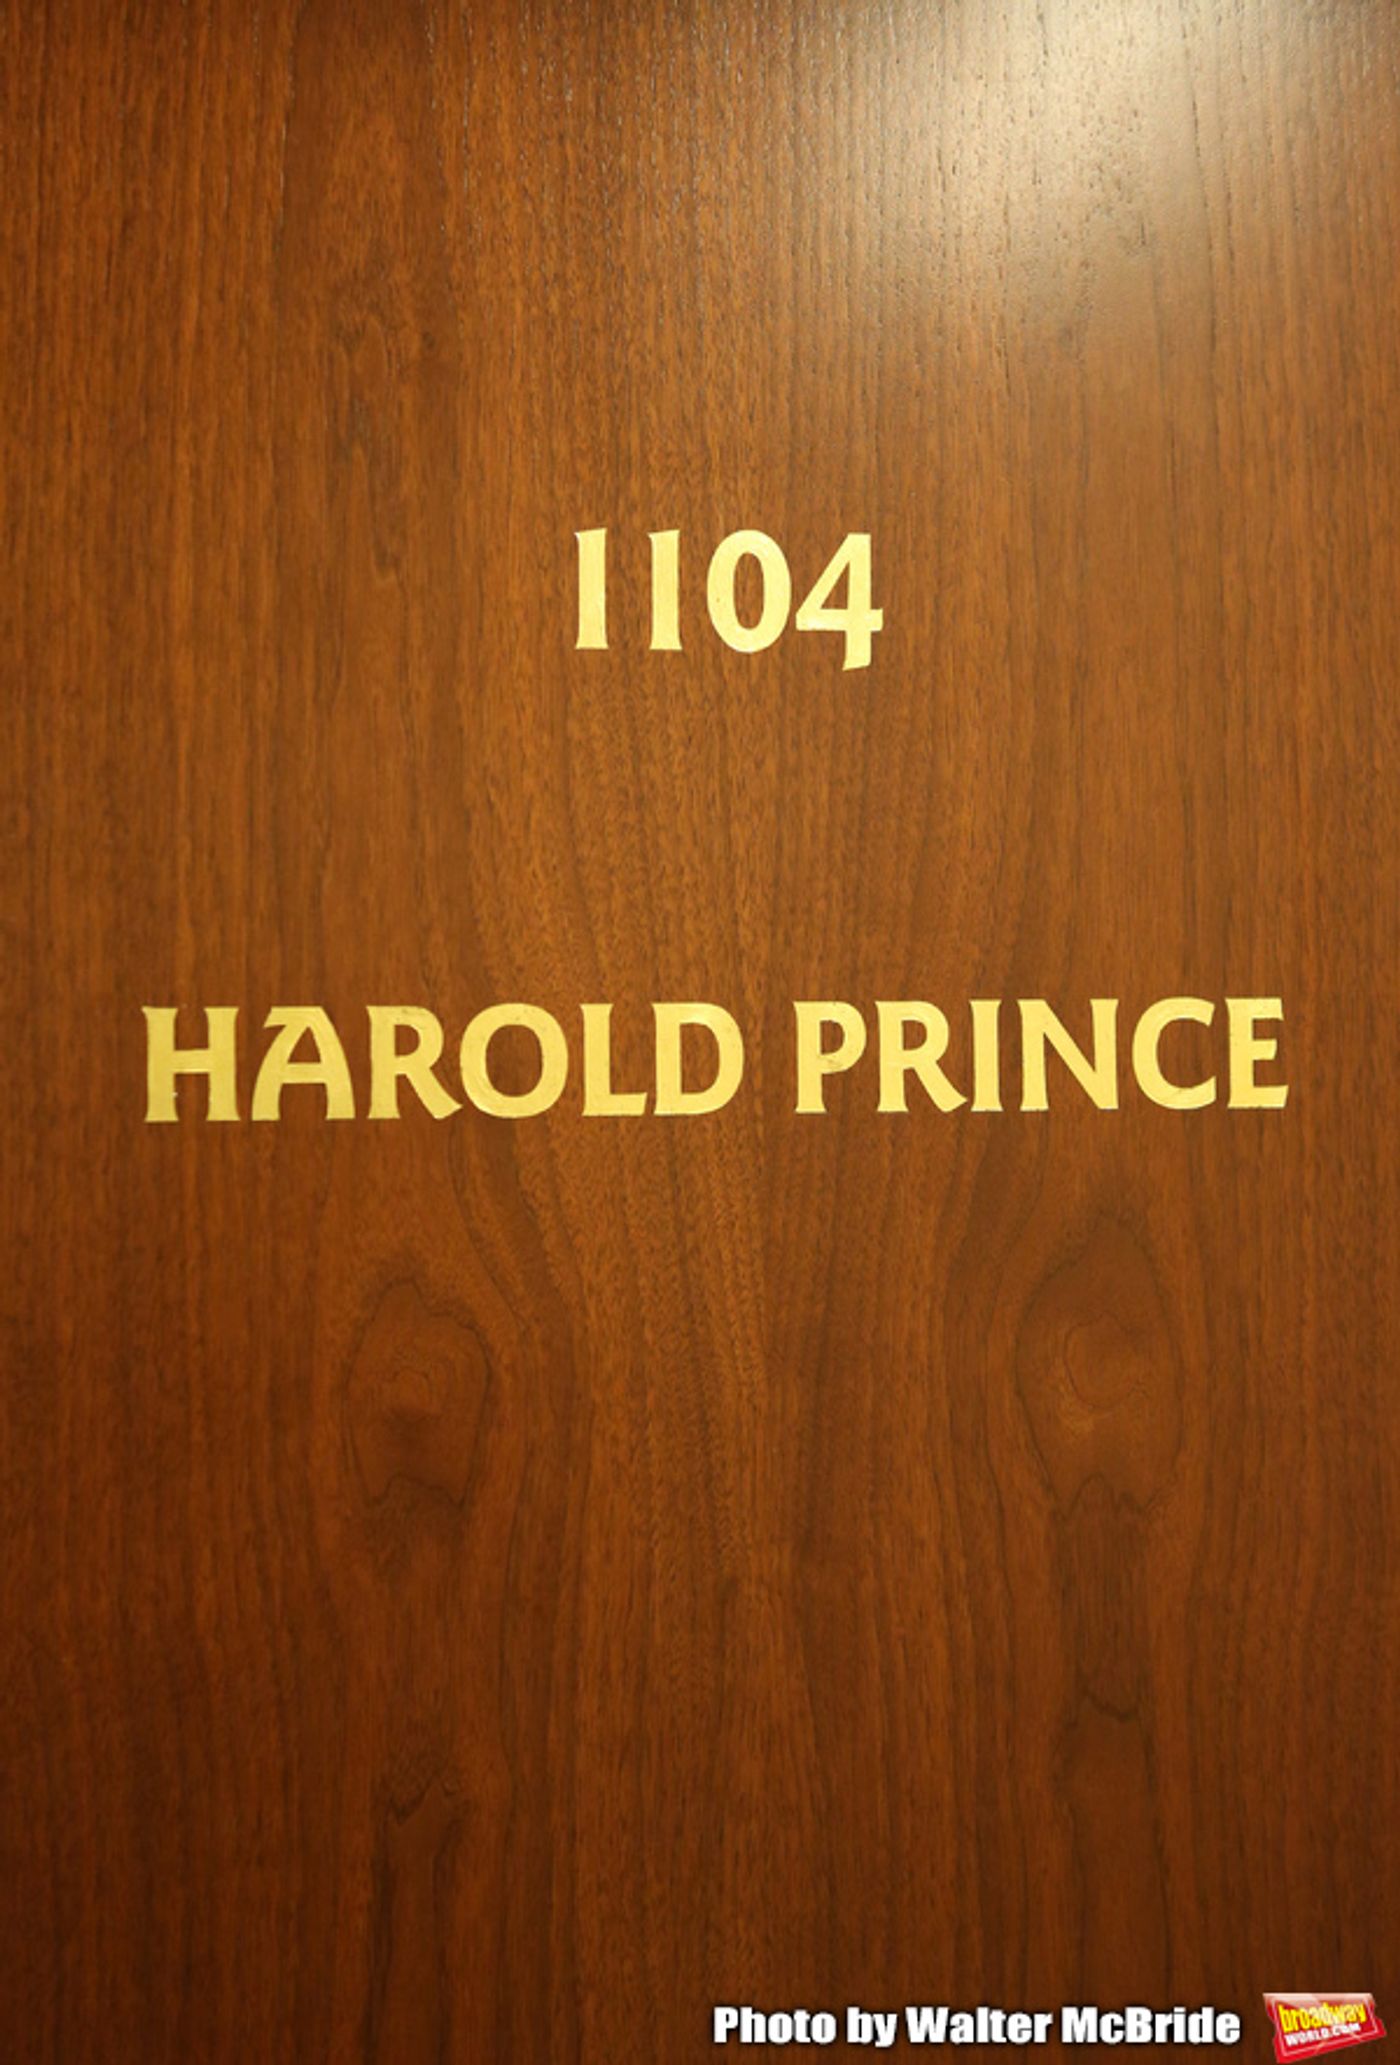 1104
HAROLD PRINCE
Photo by Walter McBride
broadway
WORLD.COM